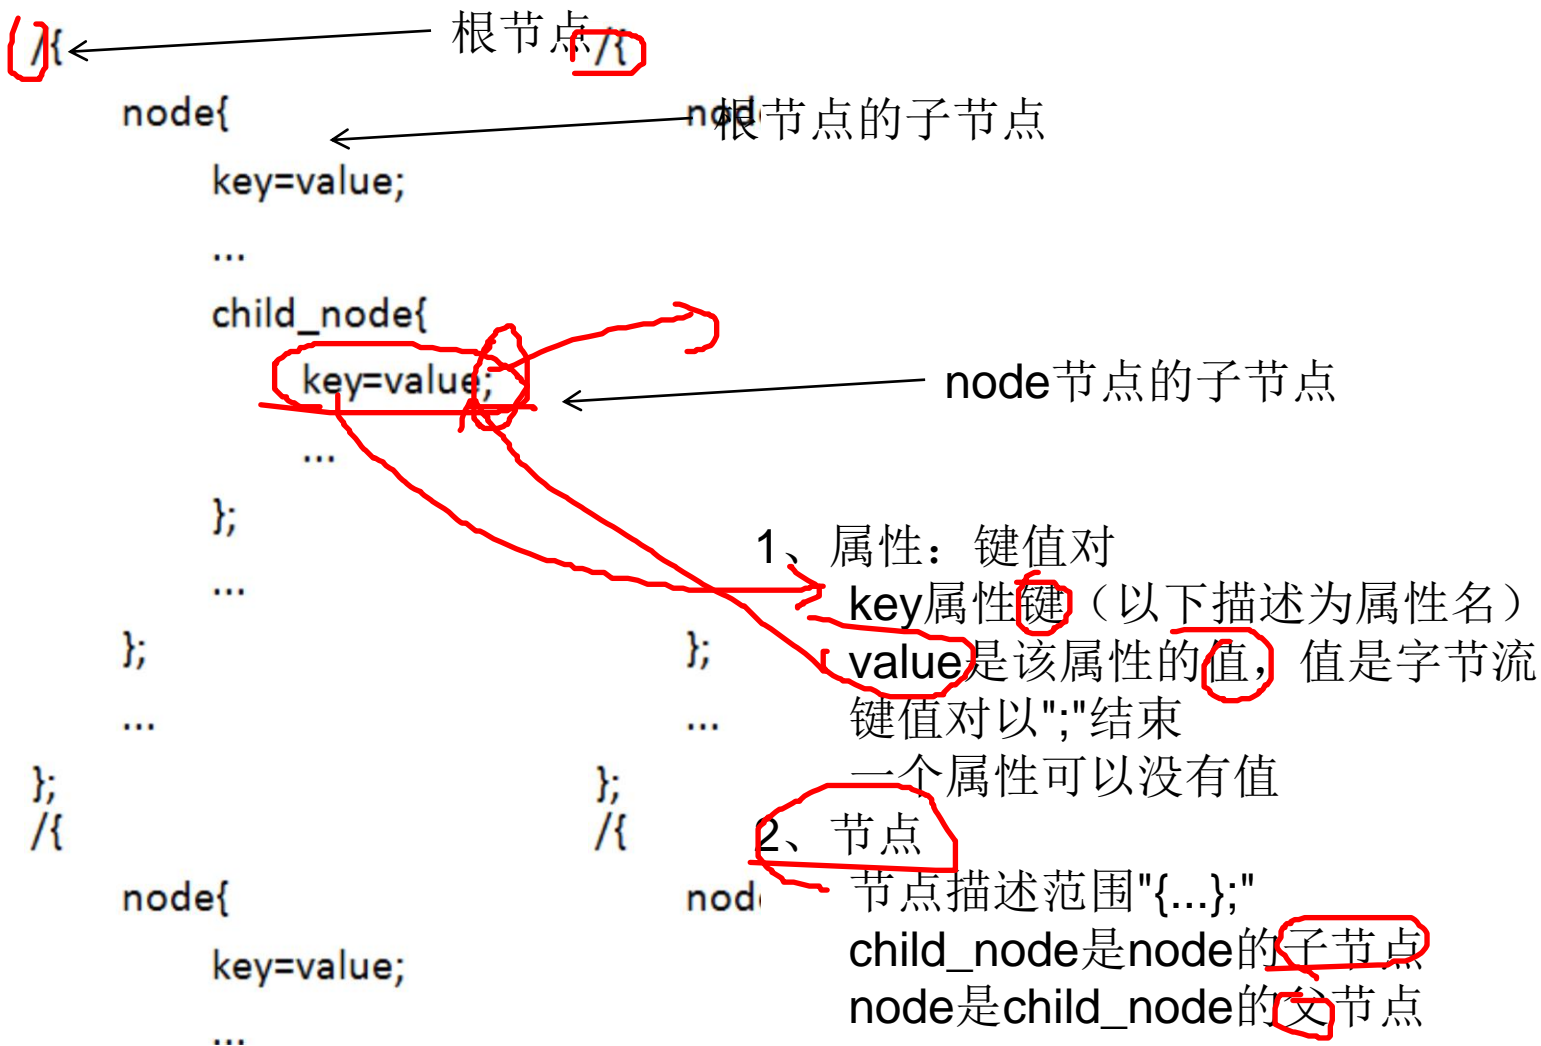 /{ 根节点 /{
node{ nod 根节点的子节点
key=value;
...
child_node{
key=value; node节点的子节点
...
};
1、属性：键值对
... key属性键（以下描述为属性名）
}; }; value是该属性的值，值是字节流
... ... 键值对以";"结束
}; }; 一个属性可以没有值
/{ /{ 2、节点
node{ nod 节点描述范围"{...};"
child_node是node的子节点
key=value;
node是child_node的父节点
...